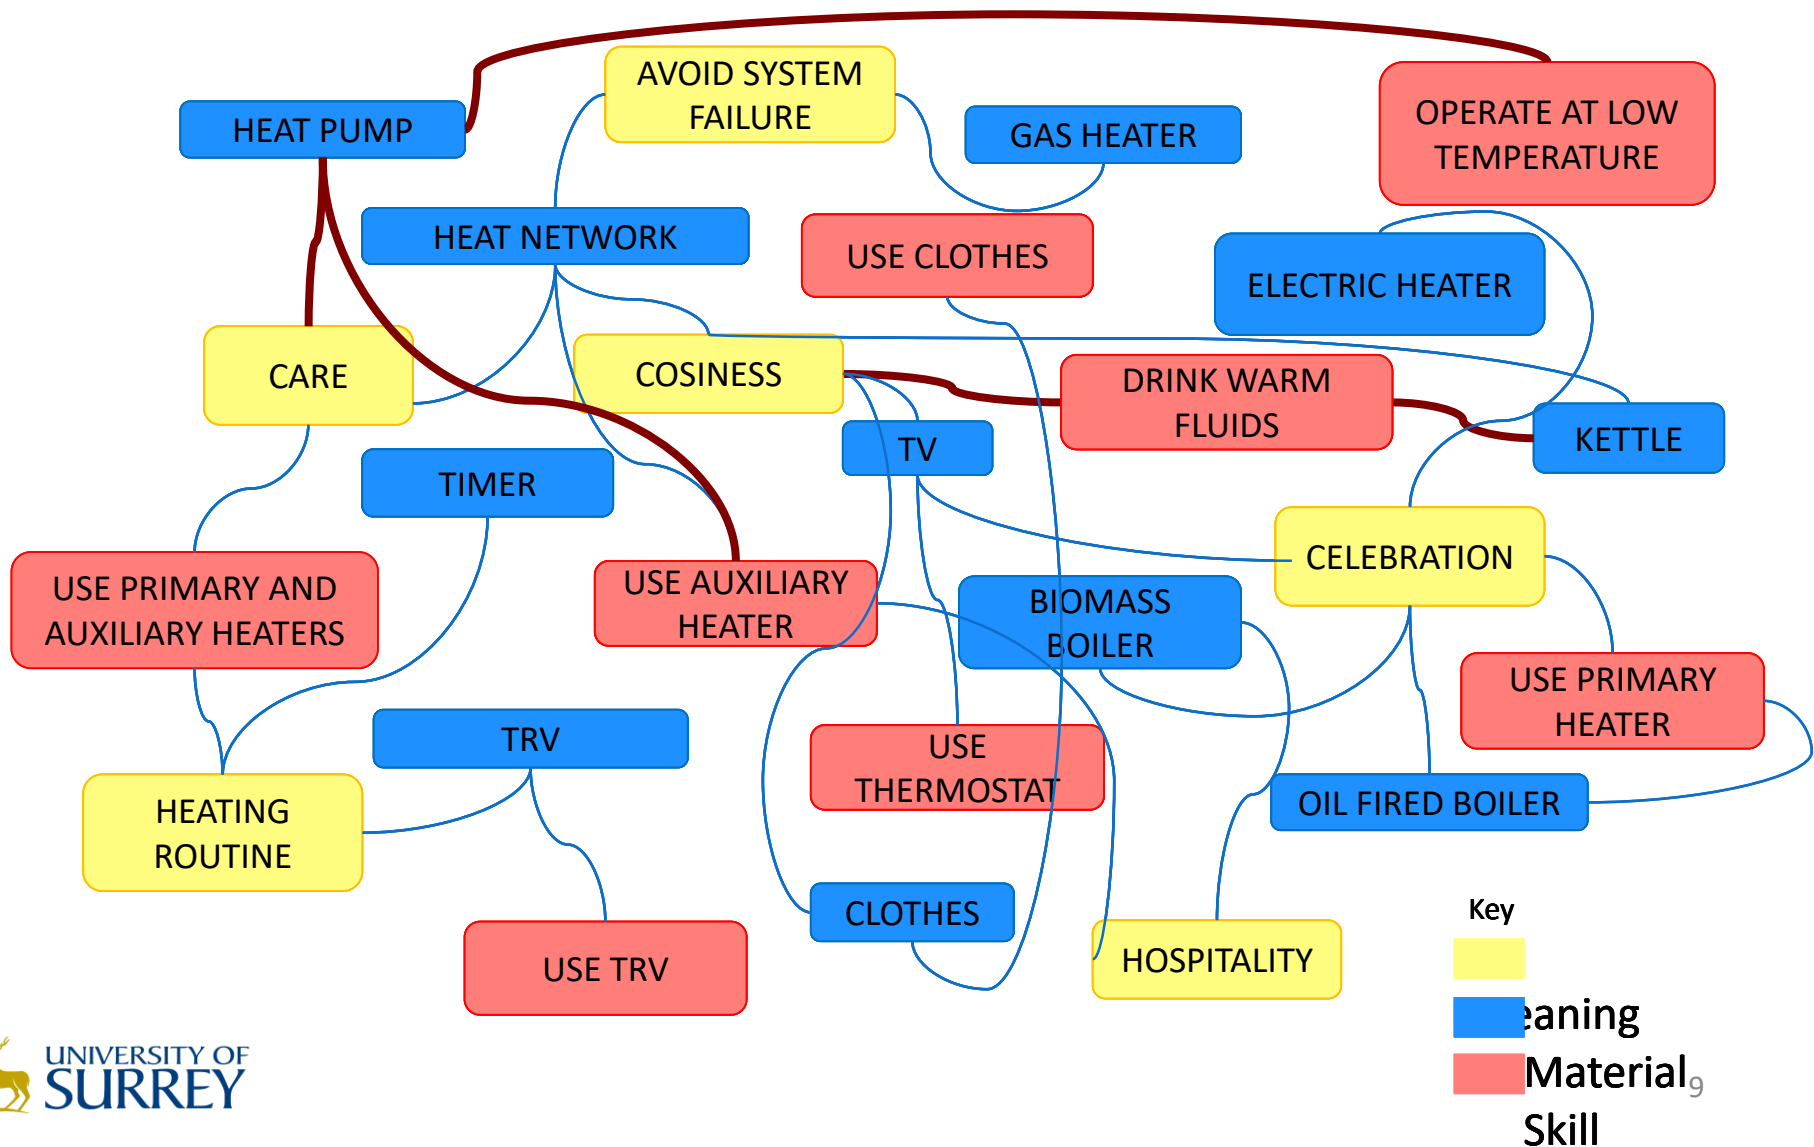 AVOID SYSTEM
FAILURE
HEAT PUMP
GAS HEATER
OPERATE AT LOW
TEMPERATURE
HEAT NETWORK
USE CLOTHES
ELECTRIC HEATER
CARE
COSINESS
DRINK WARM
FLUIDS
TV
KETTLE
TIMER
CELEBRATION
USE PRIMARY AND
AUXILIARY HEATERS
USE AUXILIARY
HEATER
BIOMASS
BOILER
USE PRIMARY
HEATER
TRV
USE
THERMOSTAT
OIL FIRED BOILER
HEATING
ROUTINE
CLOTHES
HOSPITALITY
USE TRV
Key
eaning
Material
Skill
9
UNIVERSITY OF
SURREY